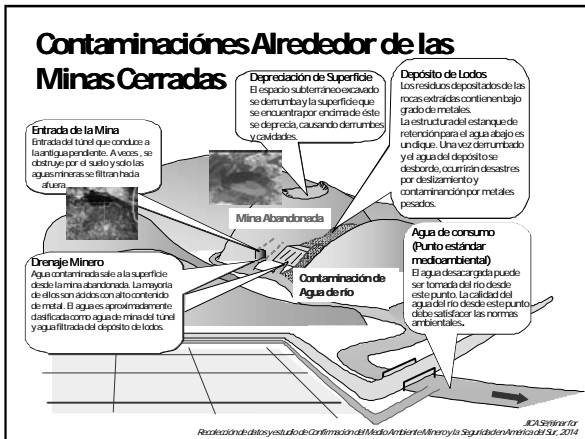 Contaminaciónes Alrededor de las
Minas Cerradas
Depreciación de Superficie
El espacio subterráneo excavado
se derrumba y la superficie que
se encuentra por encima de éste
se deprecia, causando derrumbes
y cavidades.
Depósito de Lodos
Los residuos depositados de las
rocas extraídas contienen bajo
grado de metales.
La estructura del estanque de
retención para el agua abajo es
un dique. Una vez derrumbado
y el agua del depósito se
desborde, ocurrirán desastres
por deslizamiento y
contaminanción por metales
pesados.
Entrada de la Mina
Entrada del túnel que conduce a
la antigua pendiente. A veces, se
obstruye por el suelo y solo las
aguas mineras se filtran hacia
afuera
Mina Abandonada
Drenaje Minero
Agua contaminada sale a la superficie
desde la mina abandonada. La mayoría
de ellos son ácidos con alto contenido
de metal. El agua es aproximadamente
clasificada como agua de mina del túnel
y agua filtrada del depósito de lodos.
Contaminación de
Agua de río
Agua de consumo
(Punto estándar
medioambiental)
El agua desacargada puede
ser tomada del río desde
este punto. La calidad del
agua del río desde este punto
debe satisfacer las normas
ambientales.
JICA Séminar for
Recolección de datos y estudio de Confirmación del Medio Ambiente Minero y la Seguridad en América del Sur, 2014